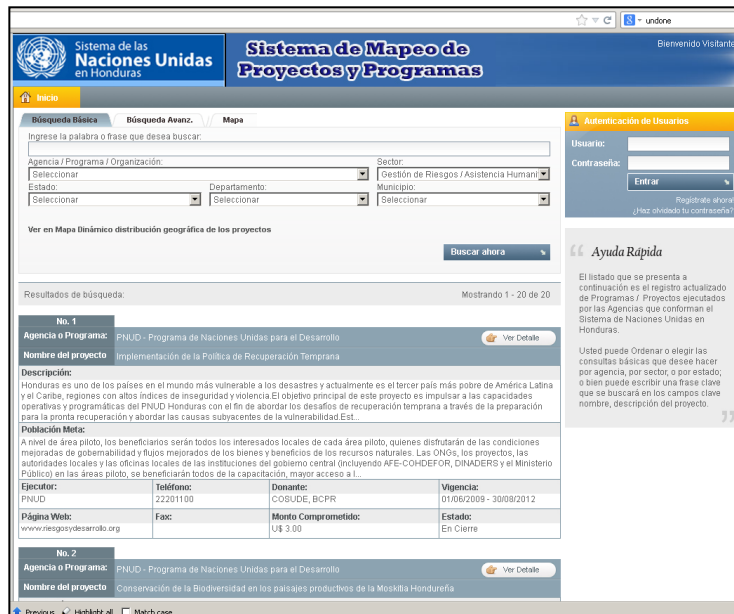 undone
Sistema de las
Naciones Unidas
en Honduras
Sistema de Mapeo de
Proyectos y Programas
Bienvenido Visitante
Inicio
Búsqueda Básica
Búsqueda Avanz.
Mapa
Ingrese la palabra o frase que desea buscar:
Agencia / Programa / Organización:
Sector:
Seleccionar
Gestión de Riesgos / Asistencia Humani
Estado:
Departamento:
Municipio:
Seleccionar
Seleccionar
Seleccionar
Ver en Mapa Dinámico distribución geográfica de los proyectos
Buscar ahora
Autenticación de Usuarios
Usuario:
Contraseña:
Entrar
Registrate ahora!
¿Haz olvidado tu contraseña?
Ayuda Rápida
El listado que se presenta a
continuación es el registro actualizado
de Programas / Proyectos ejecutados
por las Agencias que conforman el
Sistema de Naciones Unidas en
Honduras.
Usted puede Ordenar o elegir las
consultas básicas que desee hacer
por agencia, por sector, o por estado;
o bien puede escribir una frase clave
que se buscará en los campos clave
nombre, descripción del proyecto.
Resultados de búsqueda:
Mostrando 1 - 20 de 20
No. 1
Agencia o Programa: PNUD - Programa de Naciones Unidas para el Desarrollo
Ver Detalle
Nombre del proyecto Implementación de la Política de Recuperación Temprana
Descripción:
Honduras es uno de los países en el mundo más vulnerable a los desastres y actualmente es el tercer país más pobre de América Latina
y el Caribe, regiones con altos índices de inseguridad y violencia.El objetivo principal de este proyecto es impulsar a las capacidades
operativas y programáticas del PNUD Honduras con el fin de abordar los desafíos de recuperación temprana a través de la preparación
para la pronta recuperación y abordar las causas subyacentes de la vulnerabilidad.Est...
Población Meta:
A nivel de área piloto, los beneficiarios serán todos los interesados locales de cada área piloto, quienes disfrutarán de las condiciones
mejoradas de gobernabilidad y flujos mejorados de los bienes y beneficios de los recursos naturales. Las ONGs, los proyectos, las
autoridades locales y las oficinas locales de las instituciones del gobierno central (incluyendo AFE-COHDEFOR, DINADERS y el Ministerio
Público) en las áreas piloto, se beneficiarán todos de la capacitación, mayor acceso a l...
Ejecutor:
Teléfono:
Donante:
Vigencia:
PNUD
22201100
COSUDE, BCPR
01/06/2009 - 30/08/2012
Página Web:
Fax:
Monto Comprometido:
Estado:
www.riesgosydesarrollo.org
U$ 3.00
En Cierre
No. 2
Agencia o Programa: PNUD - Programa de Naciones Unidas para el Desarrollo
Ver Detalle
Nombre del proyecto Conservación de la Biodiversidad en los paisajes productivos de la Moskitia Hondureña
Previous
Highlight all
Match case